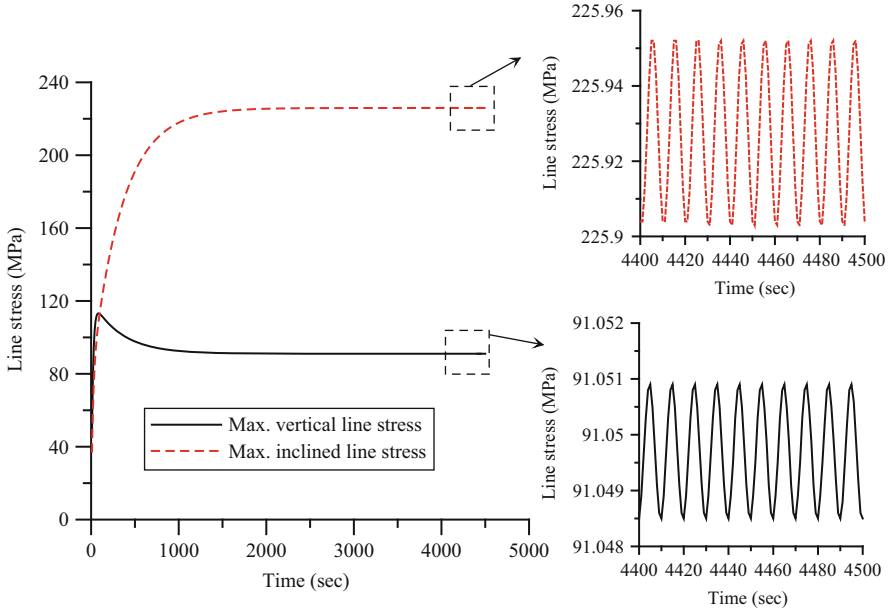 240
200
160
120
80
40
0
Line stress (MPa)
0 1000 2000 3000 4000 5000
Time (sec)
Max. vertical line stress
Max. inclined line stress
225.96
225.94
225.92
225.9
Line stress (MPa)
4400 4420 4440 4460 4480 4500
Time (sec)
91.052
91.051
91.05
91.049
91.048
Line stress (MPa)
4400 4420 4440 4460 4480 4500
Time (sec)